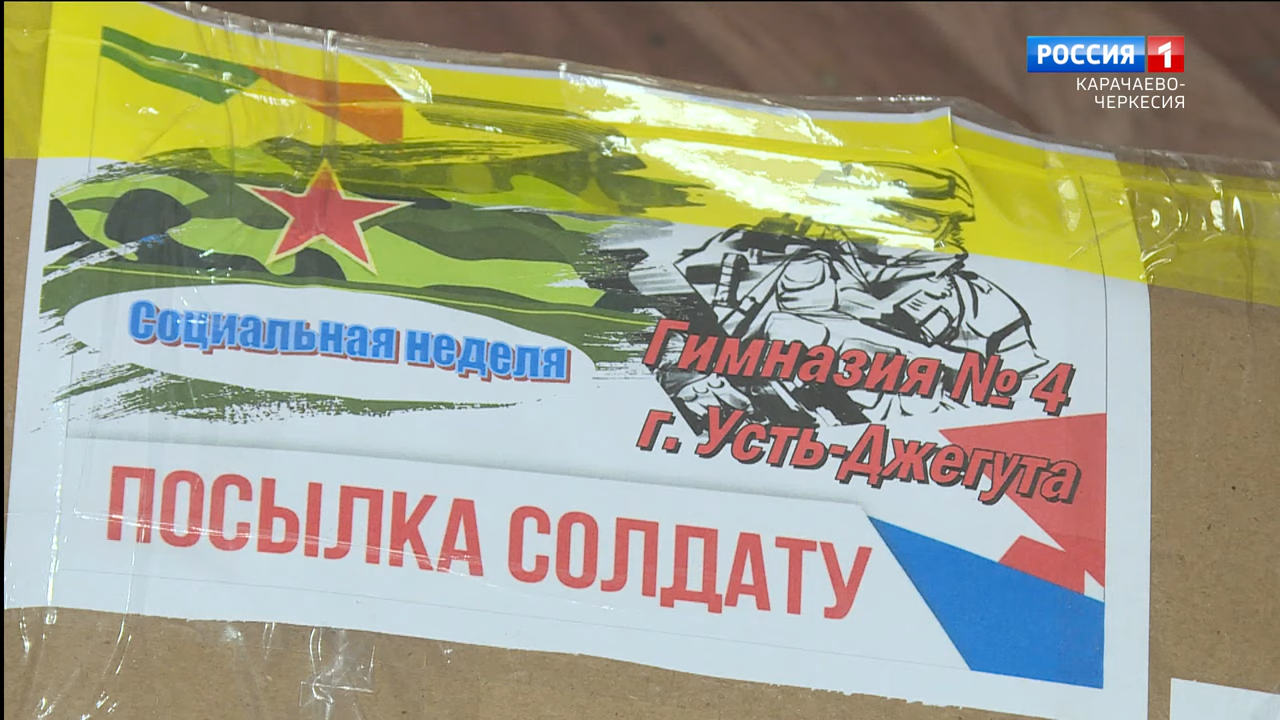 РОССИЯ 1
КАРАЧАЕВО-
ЧЕРКЕСИЯ
Социальная неделя
Гимназия № 4
г. Усть-Джегута
ПОСЫЛКА СОЛДАТУ